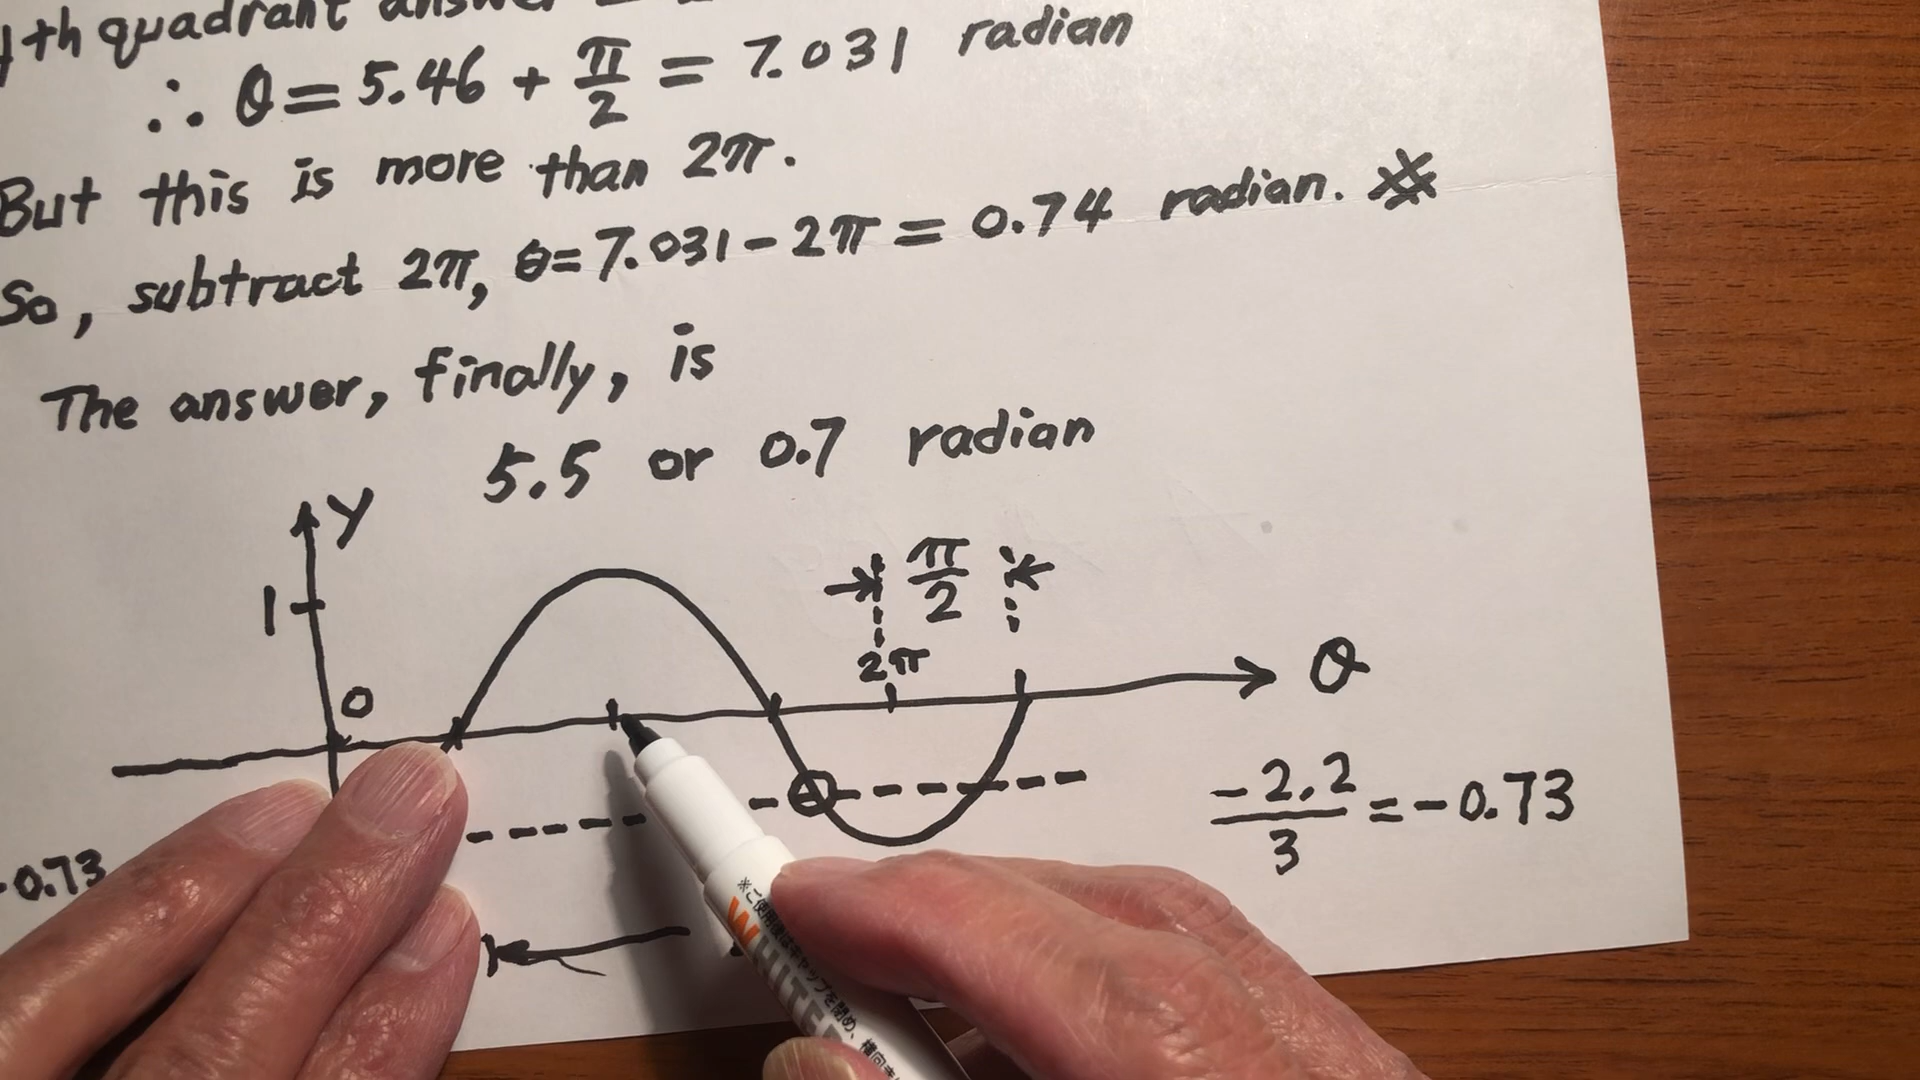 4th quadrant answer
∴ θ = 5.46 + π/2 = 7.031 radian
But this is more than 2π.
So, subtract 2π, θ = 7.031 - 2π = 0.74 radian. ※
The answer, finally, is
5.5 or 0.7 radian
y
1
0
π/2
2π
θ
-2.2/3 = -0.73
-0.73
WHITE